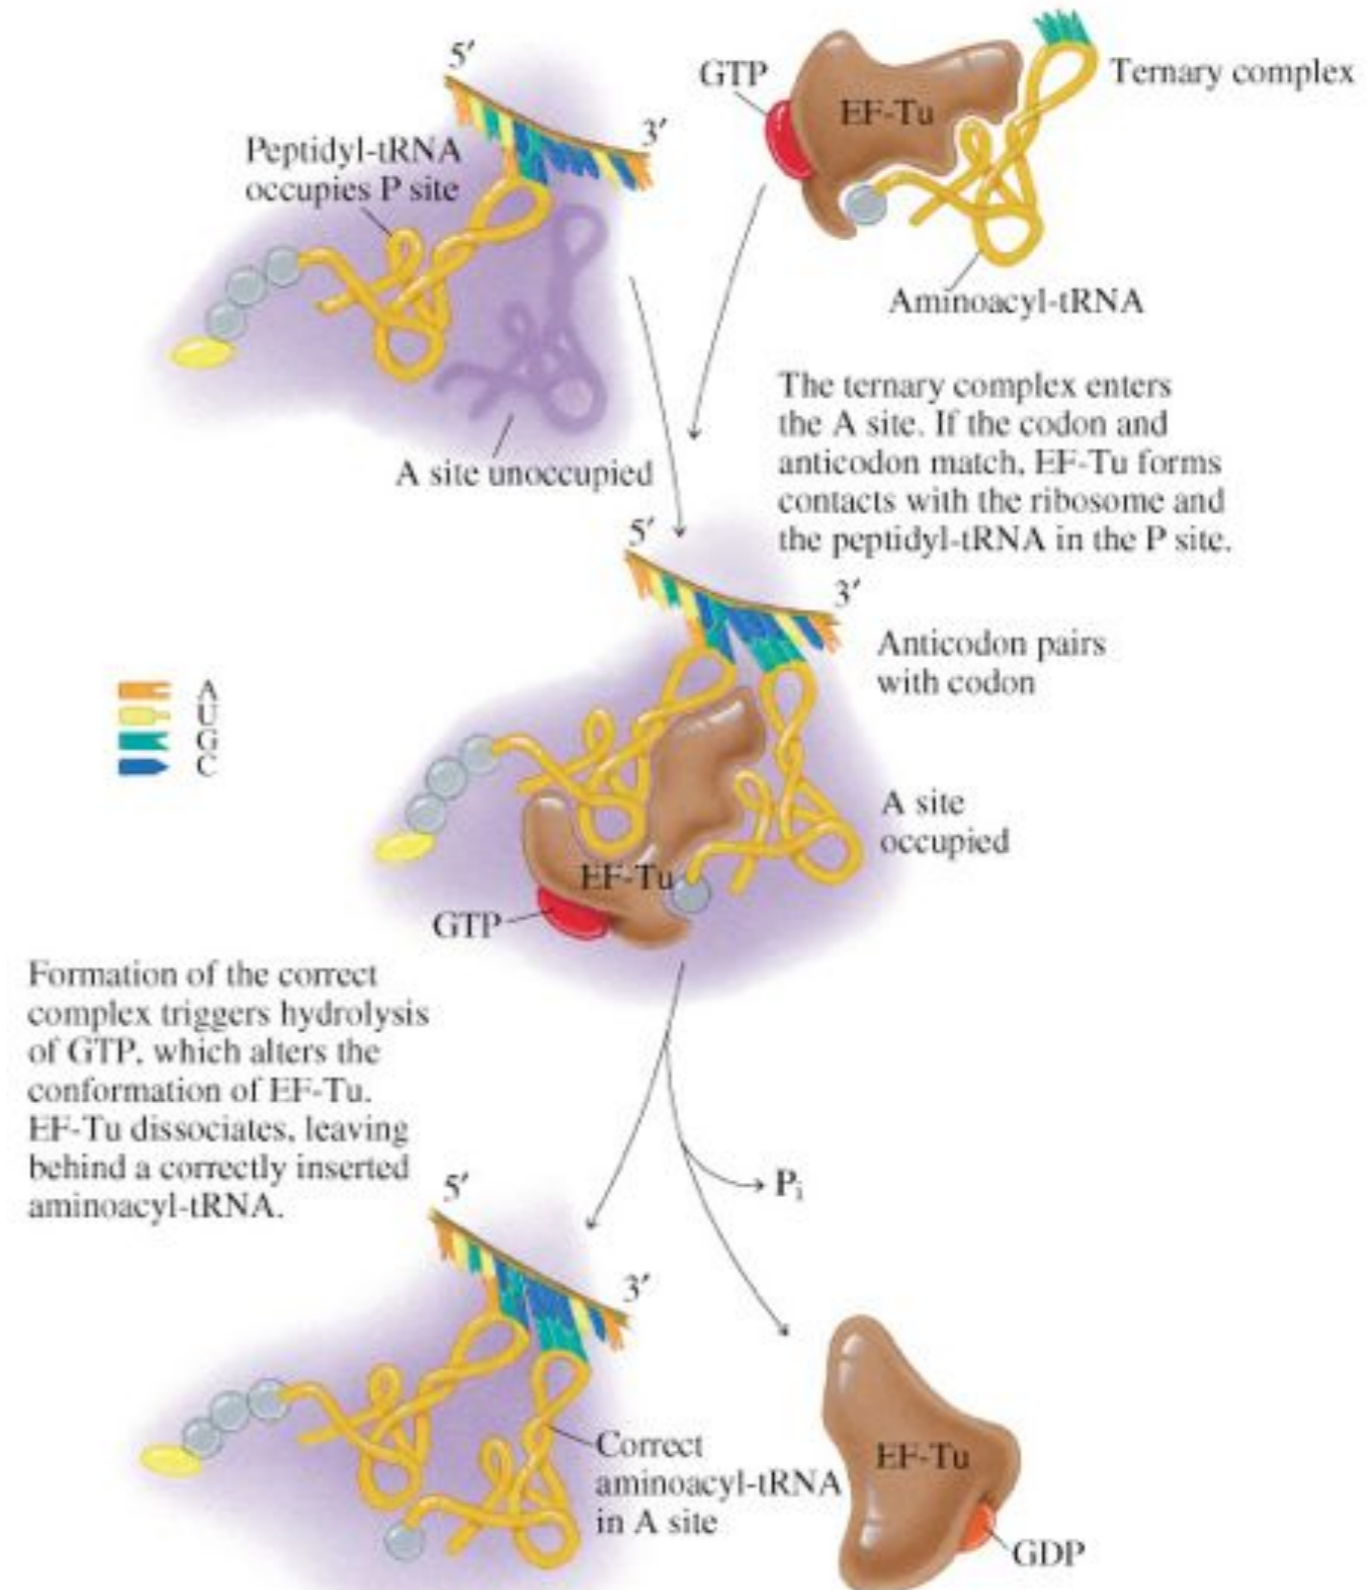 5′
3′
Peptidyl-tRNA
occupies P site
GTP
EF-Tu
Ternary complex
Aminoacyl-tRNA
A site unoccupied
The ternary complex enters
the A site. If the codon and
anticodon match, EF-Tu forms
contacts with the ribosome and
the peptidyl-tRNA in the P site.
5′
3′
Anticodon pairs
with codon
A
U
G
C
A site
occupied
EF-Tu
GTP
Formation of the correct
complex triggers hydrolysis
of GTP, which alters the
conformation of EF-Tu.
EF-Tu dissociates, leaving
behind a correctly inserted
aminoacyl-tRNA.
Pi
5′
3′
Correct
aminoacyl-tRNA
in A site
EF-Tu
GDP